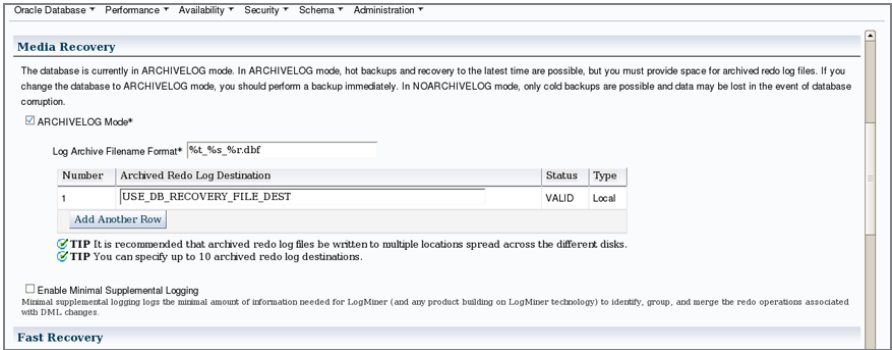 Oracle Database Performance Availability Security Schema Administration
Media Recovery
The database is currently in ARCHIVELOG mode. In ARCHIVELOG mode, hot backups and recovery to the latest time are possible, but you must provide space for archived redo log files. If you
change the database to ARCHIVELOG mode, you should perform a backup immediately. In NOARCHIVELOG mode, only cold backups are possible and data may be lost in the event of database
corruption.
ARCHIVELOG Mode*
Log Archive Filename Format* %t_%s_%r.dbf
Number Archived Redo Log Destination Status Type
1 USE_DB_RECOVERY_FILE_DEST VALID Local
Add Another Row
TIP It is recommended that archived redo log files be written to multiple locations spread across the different disks.
TIP You can specify up to 10 archived redo log destinations.
Enable Minimal Supplemental Logging
Minimal supplemental logging logs the minimal amount of information needed for LogMiner (and any product building on LogMiner technology) to identify, group, and merge the redo operations associated
with DML changes.
Fast Recovery